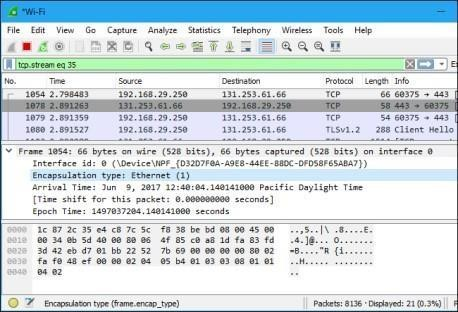 *Wi-Fi
File Edit View Go Capture Analyze Statistics Telephony Wireless Tools Help
tcp.stream eq 35
No. Time Source Destination Protocol Length Info
1054 2.798483 192.168.29.250 131.253.61.66 TCP 66 60375 → 443
1078 2.891263 131.253.61.66 192.168.29.250 TCP 58 443 → 60375
1079 2.891359 192.168.29.250 131.253.61.66 TCP 54 60375 → 443
1080 2.891527 192.168.29.250 131.253.61.66 TLSv1.2 288 Client Hello
Frame 1054: 66 bytes on wire (528 bits), 66 bytes captured (528 bits) on interface 0
Interface id: 0 (\Device\NPF_{D32D7F0A-A9E8-44EE-88DC-DFD58F65ABA7})
Encapsulation type: Ethernet (1)
Arrival Time: Jun 9, 2017 12:40:04.140141000 Pacific Daylight Time
[Time shift for this packet: 0.000000000 seconds]
Epoch Time: 1497037204.140141000 seconds
0000 1c 87 2c 35 e4 c8 7c 5c f8 38 be bd 08 00 45 00 ..,5..|\ .8....E.
0010 00 34 0b 5d 40 00 80 06 4f 85 c0 a8 1d fa 83 fd .4.]@... O.......
0020 3d 42 eb d7 01 bb 22 52 7b 69 00 00 00 00 80 02 =B...."R {i......
0030 fa f0 48 ef 00 00 02 04 05 b4 01 03 03 08 01 01 ..H..... ........
0040 04 02 ..
Encapsulation type (frame.encap_type) Packets: 8136 · Displayed: 21 (0.3%)